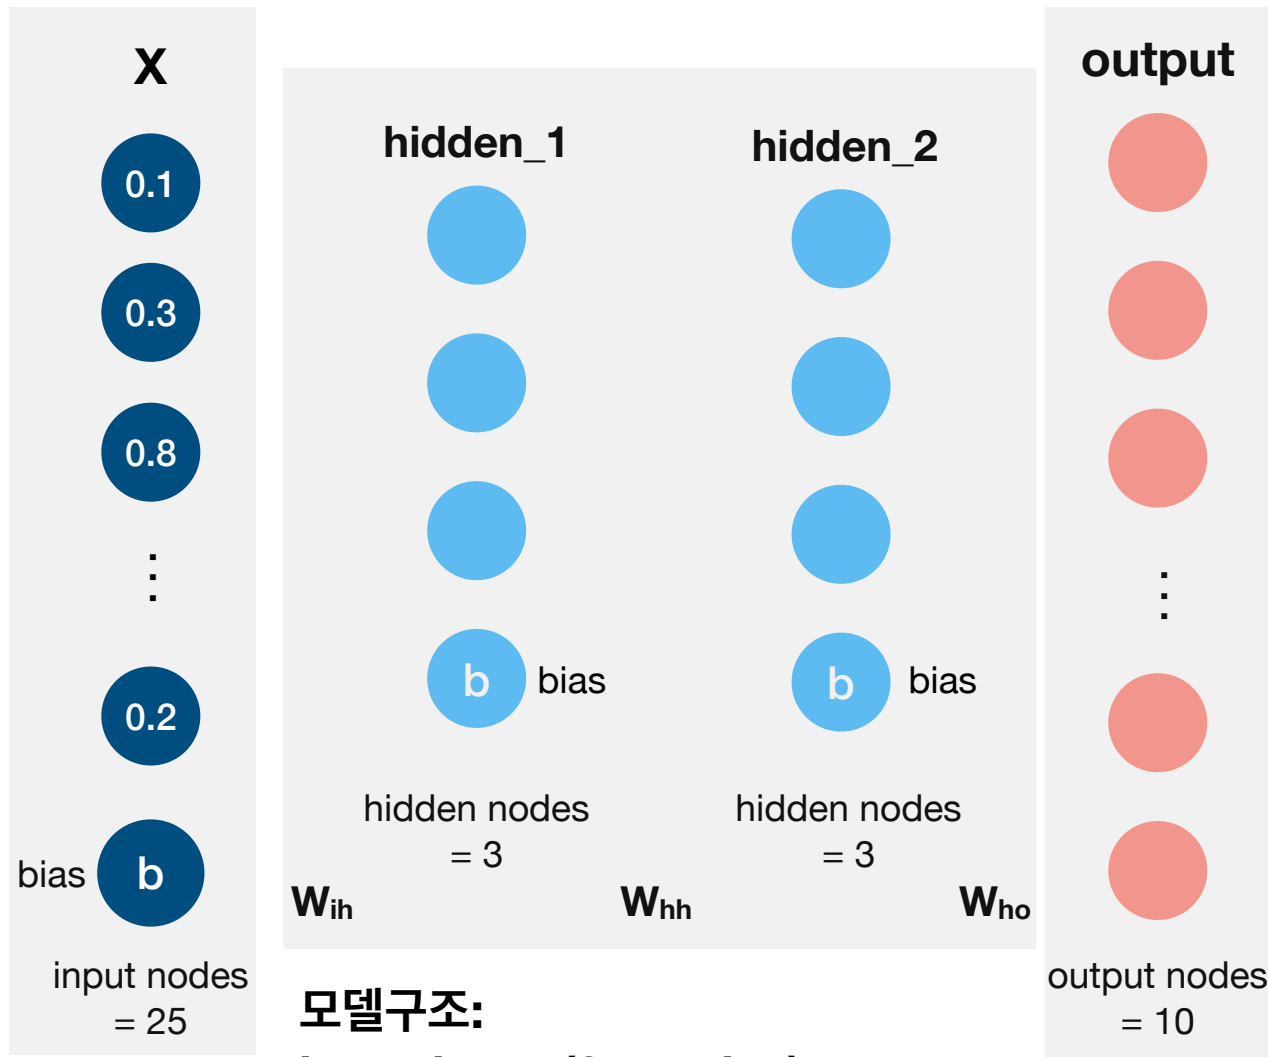 X
0.1
0.3
0.8
⋮
0.2
bias b
input nodes
= 25
hidden_1
b bias
hidden nodes
= 3
hidden_2
b bias
hidden nodes
= 3
Wih Whh Who
output
⋮
output nodes
= 10
모델구조: